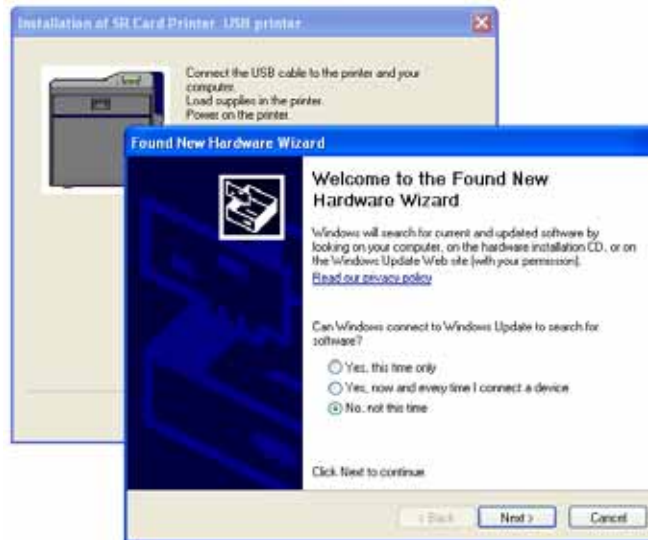 Installation of SR Card Printer USB printer
Connect the USB cable to the printer and your
computer.
Load supplies in the printer.
Power on the printer.
Found New Hardware Wizard
Welcome to the Found New
Hardware Wizard
Windows will search for current and updated software by
looking on your computer, on the hardware installation CD, or on
the Windows Update Web site (with your permission).
Read our privacy policy
Can Windows connect to Windows Update to search for
software?
Yes, this time only
Yes, now and every time I connect a device
No, not this time
Click Next to continue.
< Back
Next >
Cancel